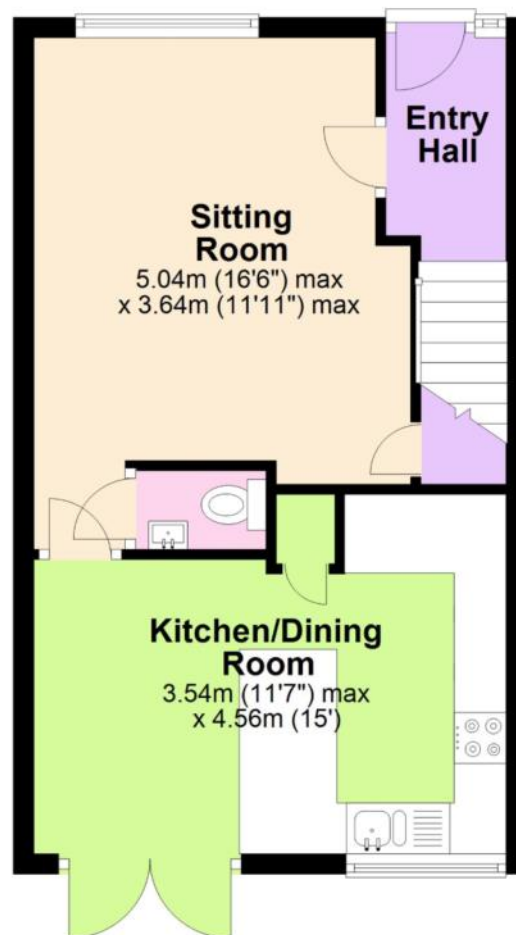 Entry
Hall
Sitting
Room
5.04m (16'6") max
x 3.64m (11'11") max
Kitchen/Dining
Room
3.54m (11'7") max
x 4.56m (15')